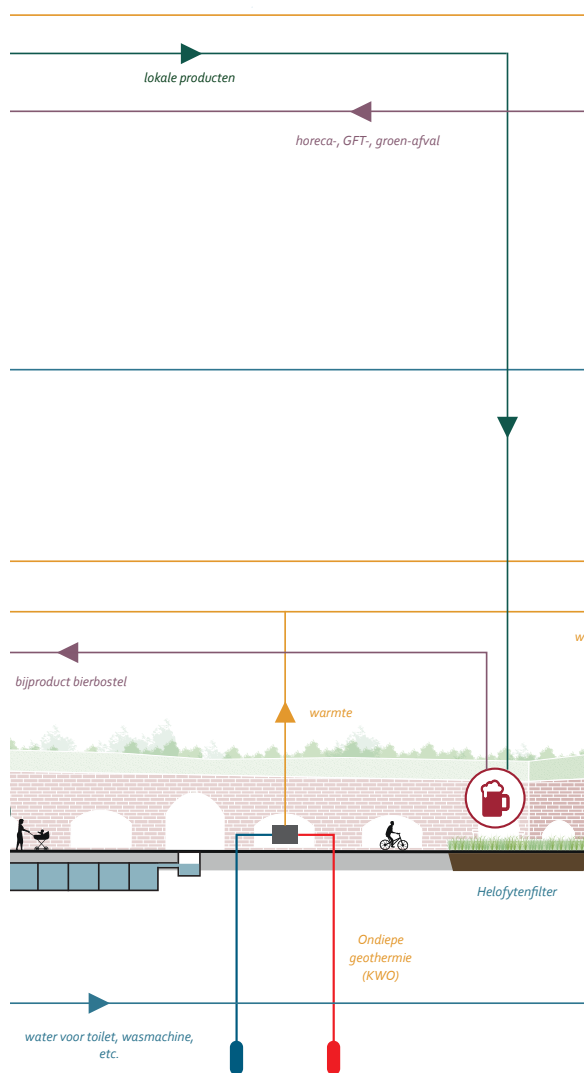 lokale producten
horeca-, GFT-, groen-afval
w
bijproduct bierbostel
warmte
Helofytenfilter
Ondiepe
geothermie
(KWO)
water voor toilet, wasmachine,
etc.